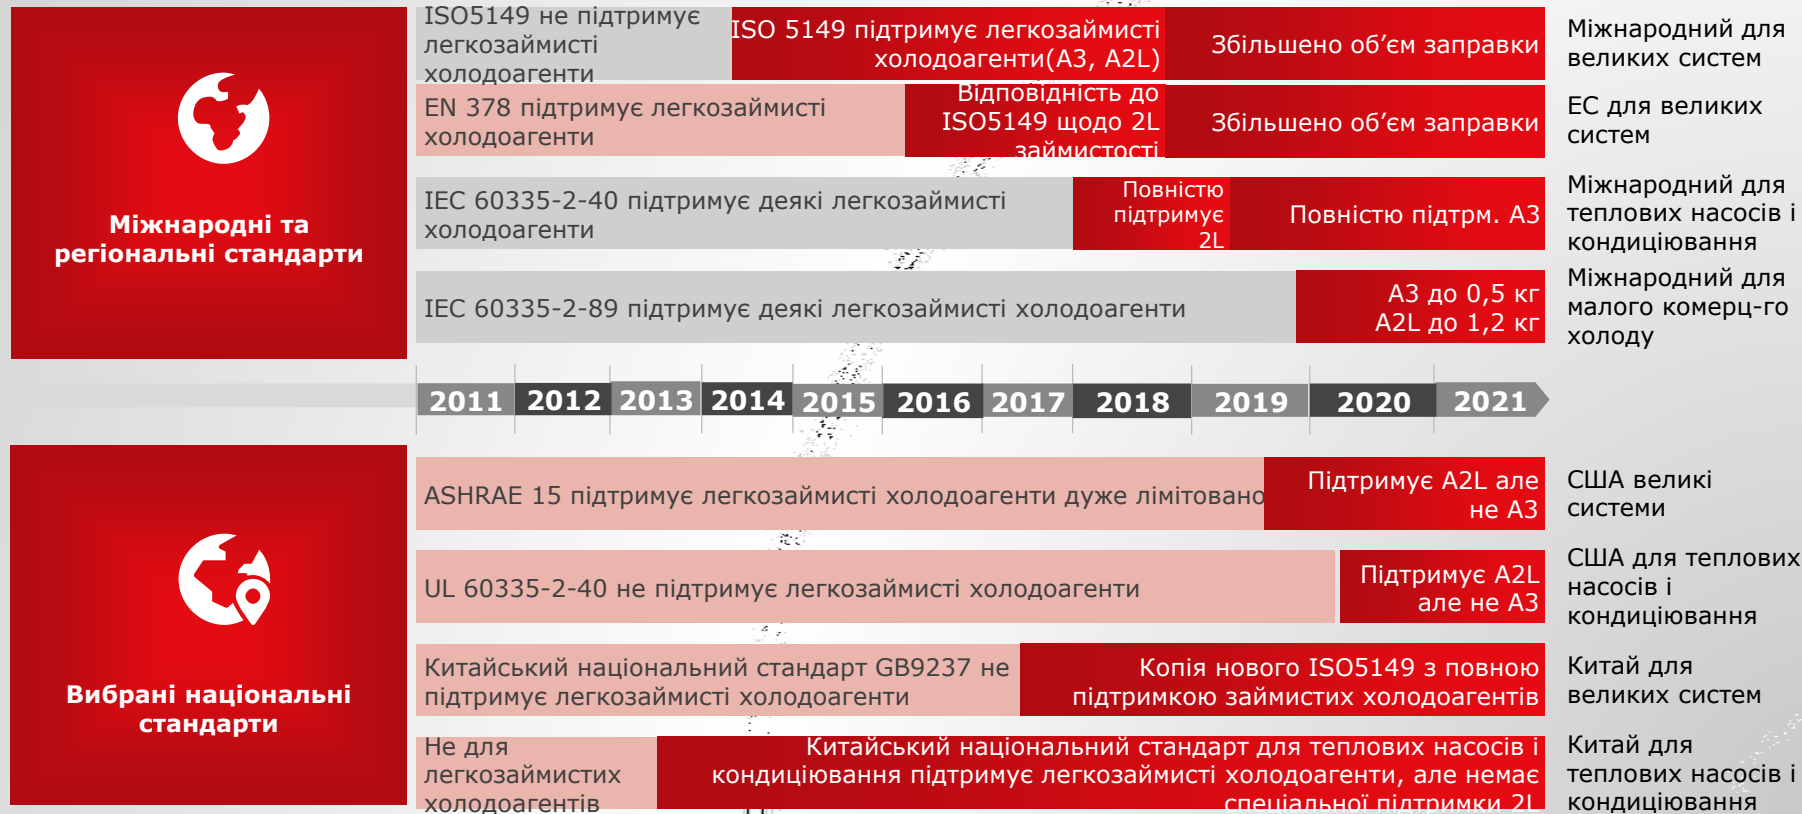 Міжнародні та
регіональні стандарти
ISO5149 не підтримує
легкозаймисті
холодоагенти
ISO 5149 підтримує легкозаймисті
холодоагенти(A3, A2L)
Збільшено об’єм заправки
Міжнародний для
великих систем
EN 378 підтримує легкозаймисті
холодоагенти
Відповідність до
ISO5149 щодо 2L
займистості
Збільшено об’єм заправки
ЕС для великих
систем
IEC 60335-2-40 підтримує деякі легкозаймисті
холодоагенти
Повністю
підтримує
2L
Повністю підтрм. A3
Міжнародний для
теплових насосів і
кондиціювання
IEC 60335-2-89 підтримує деякі легкозаймисті холодоагенти
A3 до 0,5 кг
A2L до 1,2 кг
Міжнародний для
малого комерц-го
холоду
2011 2012 2013 2014 2015 2016 2017 2018 2019 2020 2021
Вибрані національні
стандарти
ASHRAE 15 підтримує легкозаймисті холодоагенти дуже лімітовано
Підтримує A2L але
не A3
США великі
системи
UL 60335-2-40 не підтримує легкозаймисті холодоагенти
Підтримує A2L
але не A3
США для теплових
насосів і
кондиціювання
Китайський національний стандарт GB9237 не
підтримує легкозаймисті холодоагенти
Копія нового ISO5149 з повною
підтримкою займистих холодоагентів
Китай для
великих систем
Не для
легкозаймистих
холодоагентів
Китайський національний стандарт для теплових насосів і
кондиціювання підтримує легкозаймисті холодоагенти, але немає
спеціальної підтримки 2L
Китай для
теплових насосів і
кондиціювання